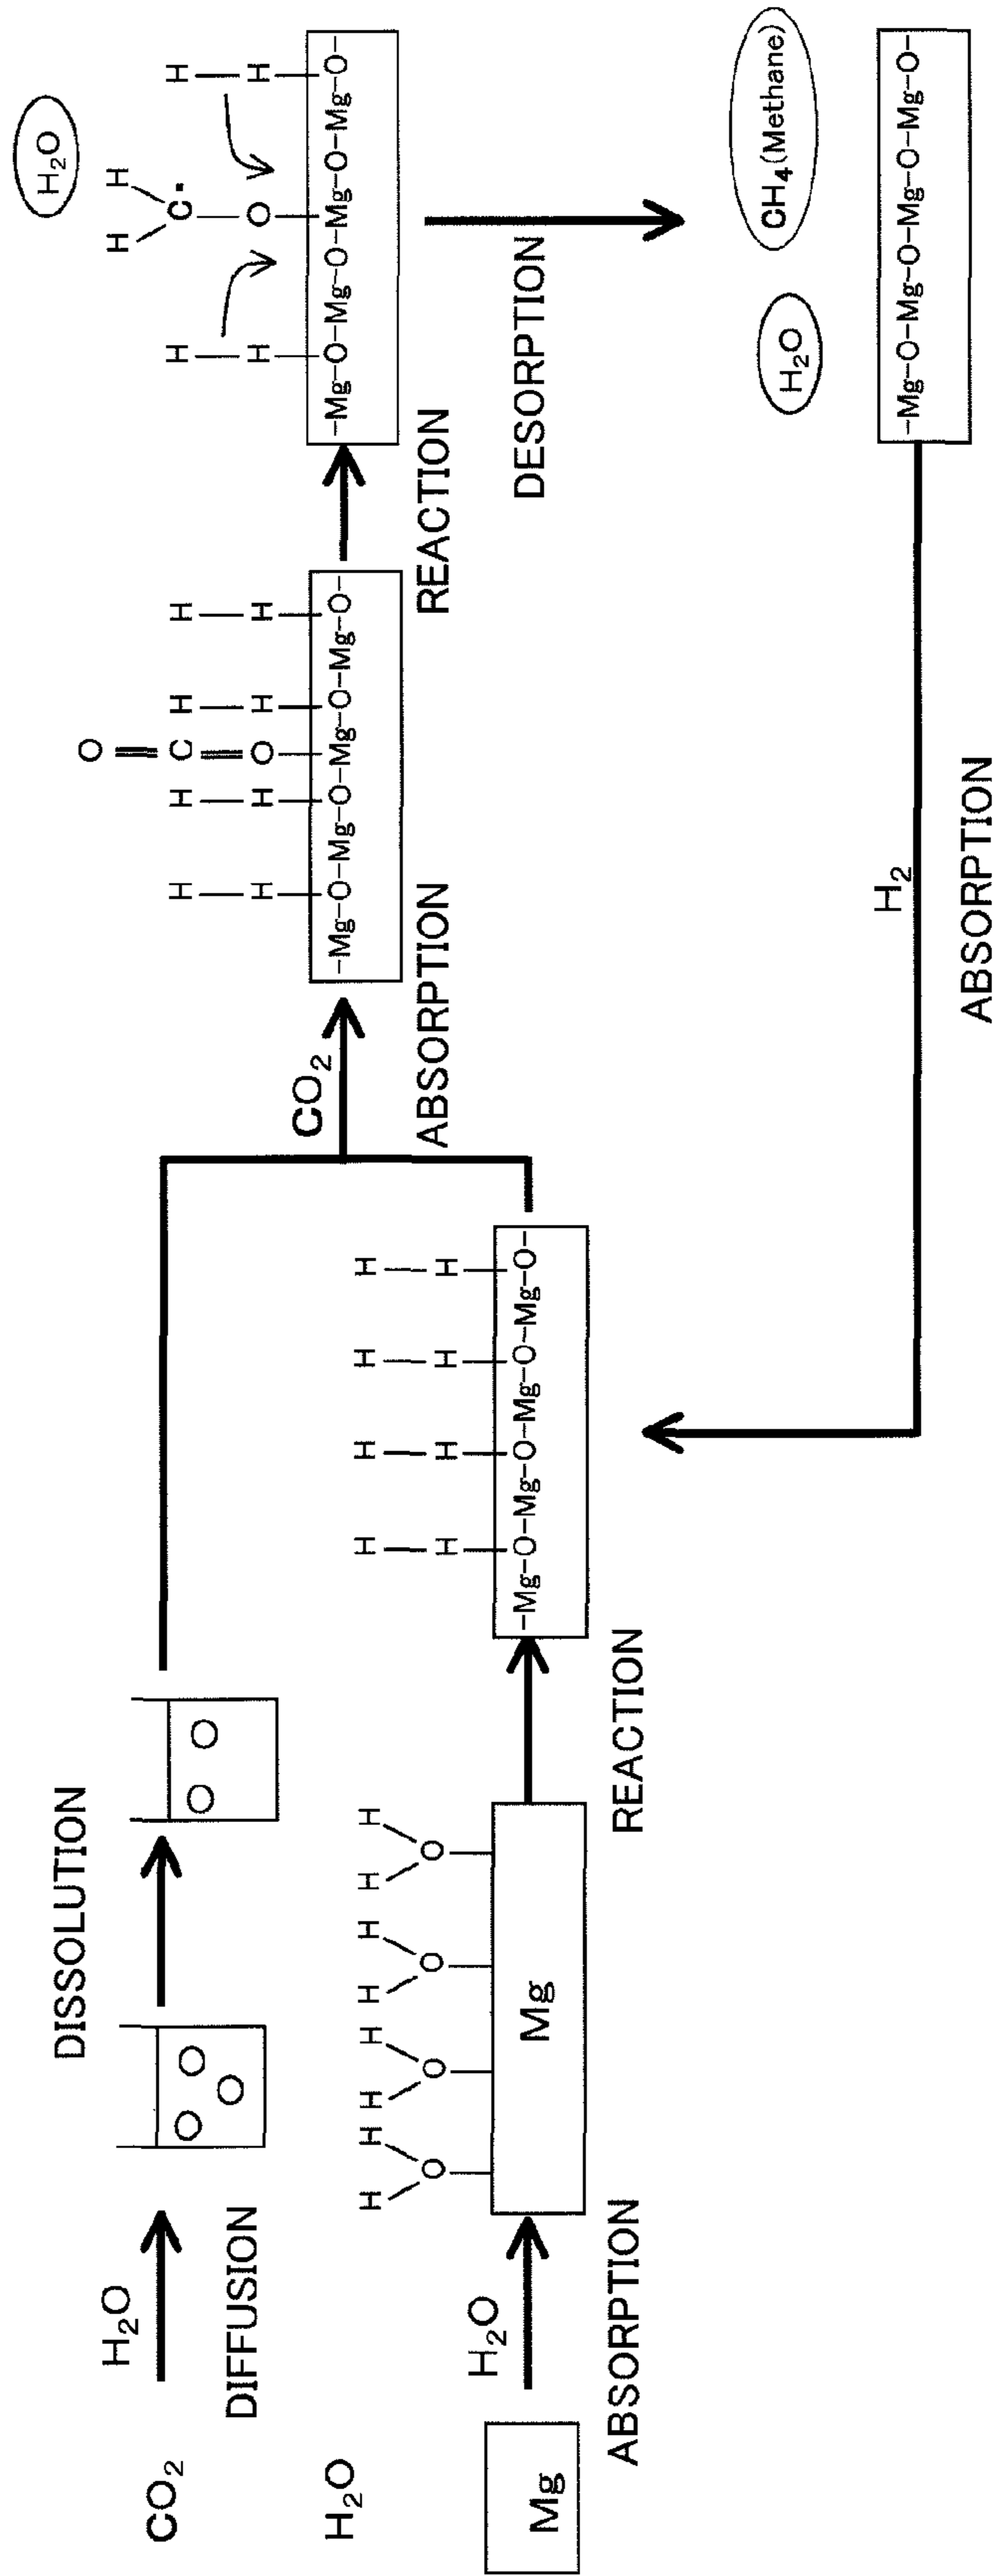 CO₂
H₂O
DIFFUSION
DISSOLUTION
O O O
O O
H₂O
Mg
H₂O
ABSORPTION
H H H H H H H H
O O O O
Mg
REACTION
H H H H
H H H H
-Mg-O-Mg-O-Mg-O-Mg-O-
CO₂
ABSORPTION
O
H H C H H
H H O H H
-Mg-O-Mg-O-Mg-O-Mg-O-
REACTION
H₂O
H H
H C· H
H O H
-Mg-O-Mg-O-Mg-O-Mg-O-
DESORPTION
H₂O
CH₄(Methane)
-Mg-O-Mg-O-Mg-O-Mg-O-
H₂
ABSORPTION